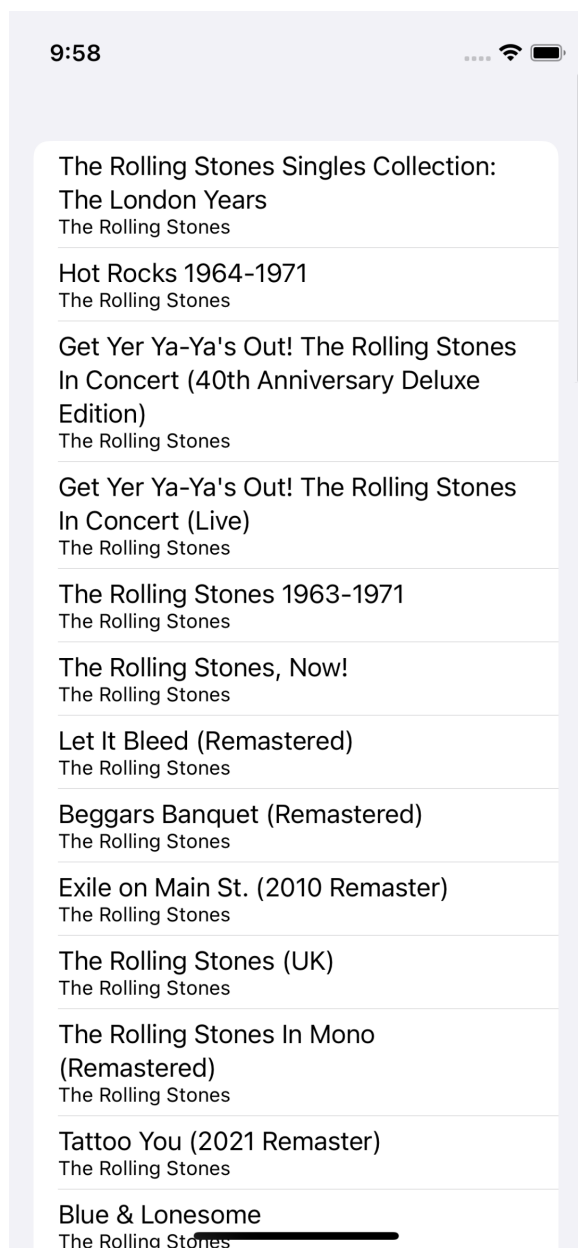 9:58
The Rolling Stones Singles Collection:
The London Years
The Rolling Stones
Hot Rocks 1964-1971
The Rolling Stones
Get Yer Ya-Ya's Out! The Rolling Stones
In Concert (40th Anniversary Deluxe
Edition)
The Rolling Stones
Get Yer Ya-Ya's Out! The Rolling Stones
In Concert (Live)
The Rolling Stones
The Rolling Stones 1963-1971
The Rolling Stones
The Rolling Stones, Now!
The Rolling Stones
Let It Bleed (Remastered)
The Rolling Stones
Beggars Banquet (Remastered)
The Rolling Stones
Exile on Main St. (2010 Remaster)
The Rolling Stones
The Rolling Stones (UK)
The Rolling Stones
The Rolling Stones In Mono
(Remastered)
The Rolling Stones
Tattoo You (2021 Remaster)
The Rolling Stones
Blue & Lonesome
The Rolling Stones